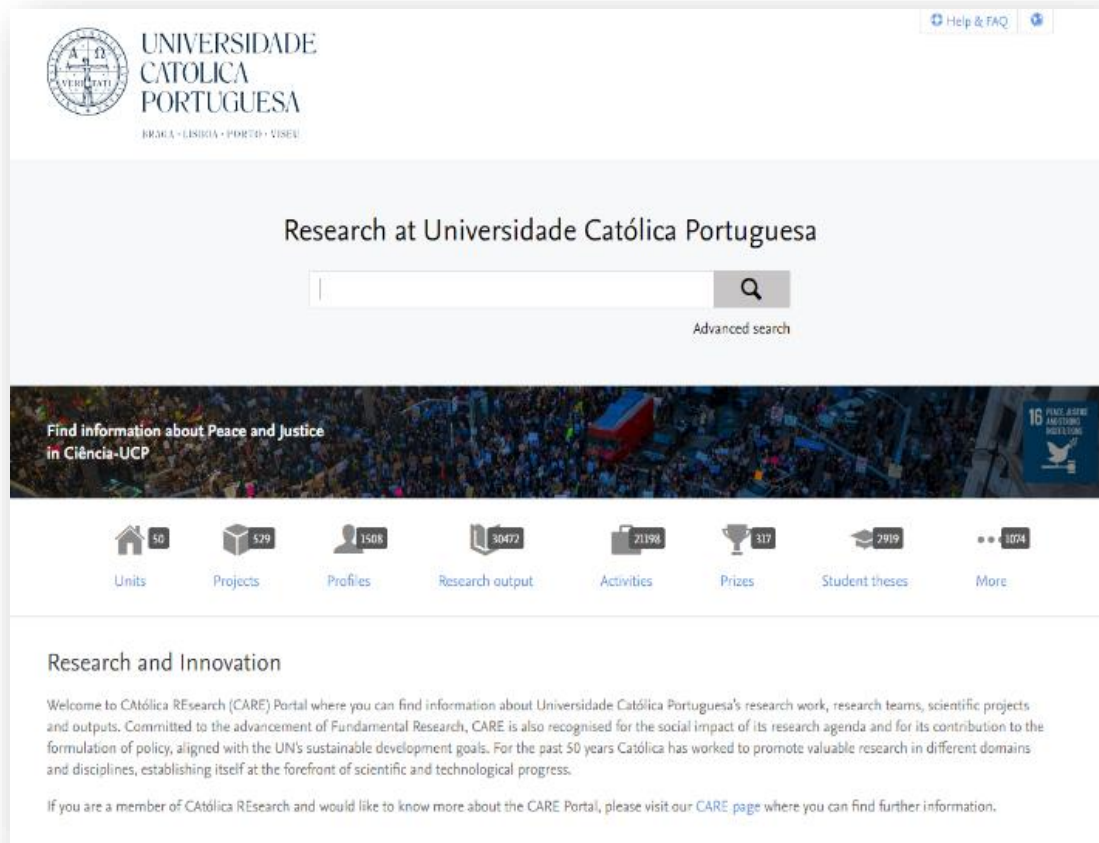 Help & FAQ
A Ω
VERITATI
UNIVERSIDADE
CATOLICA
PORTUGUESA
BRAGA · LISBOA · PORTO · VISEU
Research at Universidade Católica Portuguesa
Advanced search
Find information about Peace and Justice
in Ciência-UCP
16 PEACE, JUSTICE
AND STRONG
INSTITUTIONS
50 529 1508 30472 21198 317 2919 1074
Units Projects Profiles Research output Activities Prizes Student theses More
Research and Innovation
Welcome to CAtólica REsearch (CARE) Portal where you can find information about Universidade Católica Portuguesa's research work, research teams, scientific projects
and outputs. Committed to the advancement of Fundamental Research, CARE is also recognised for the social impact of its research agenda and for its contribution to the
formulation of policy, aligned with the UN's sustainable development goals. For the past 50 years Católica has worked to promote valuable research in different domains
and disciplines, establishing itself at the forefront of scientific and technological progress.
If you are a member of CAtólica REsearch and would like to know more about the CARE Portal, please visit our CARE page where you can find further information.